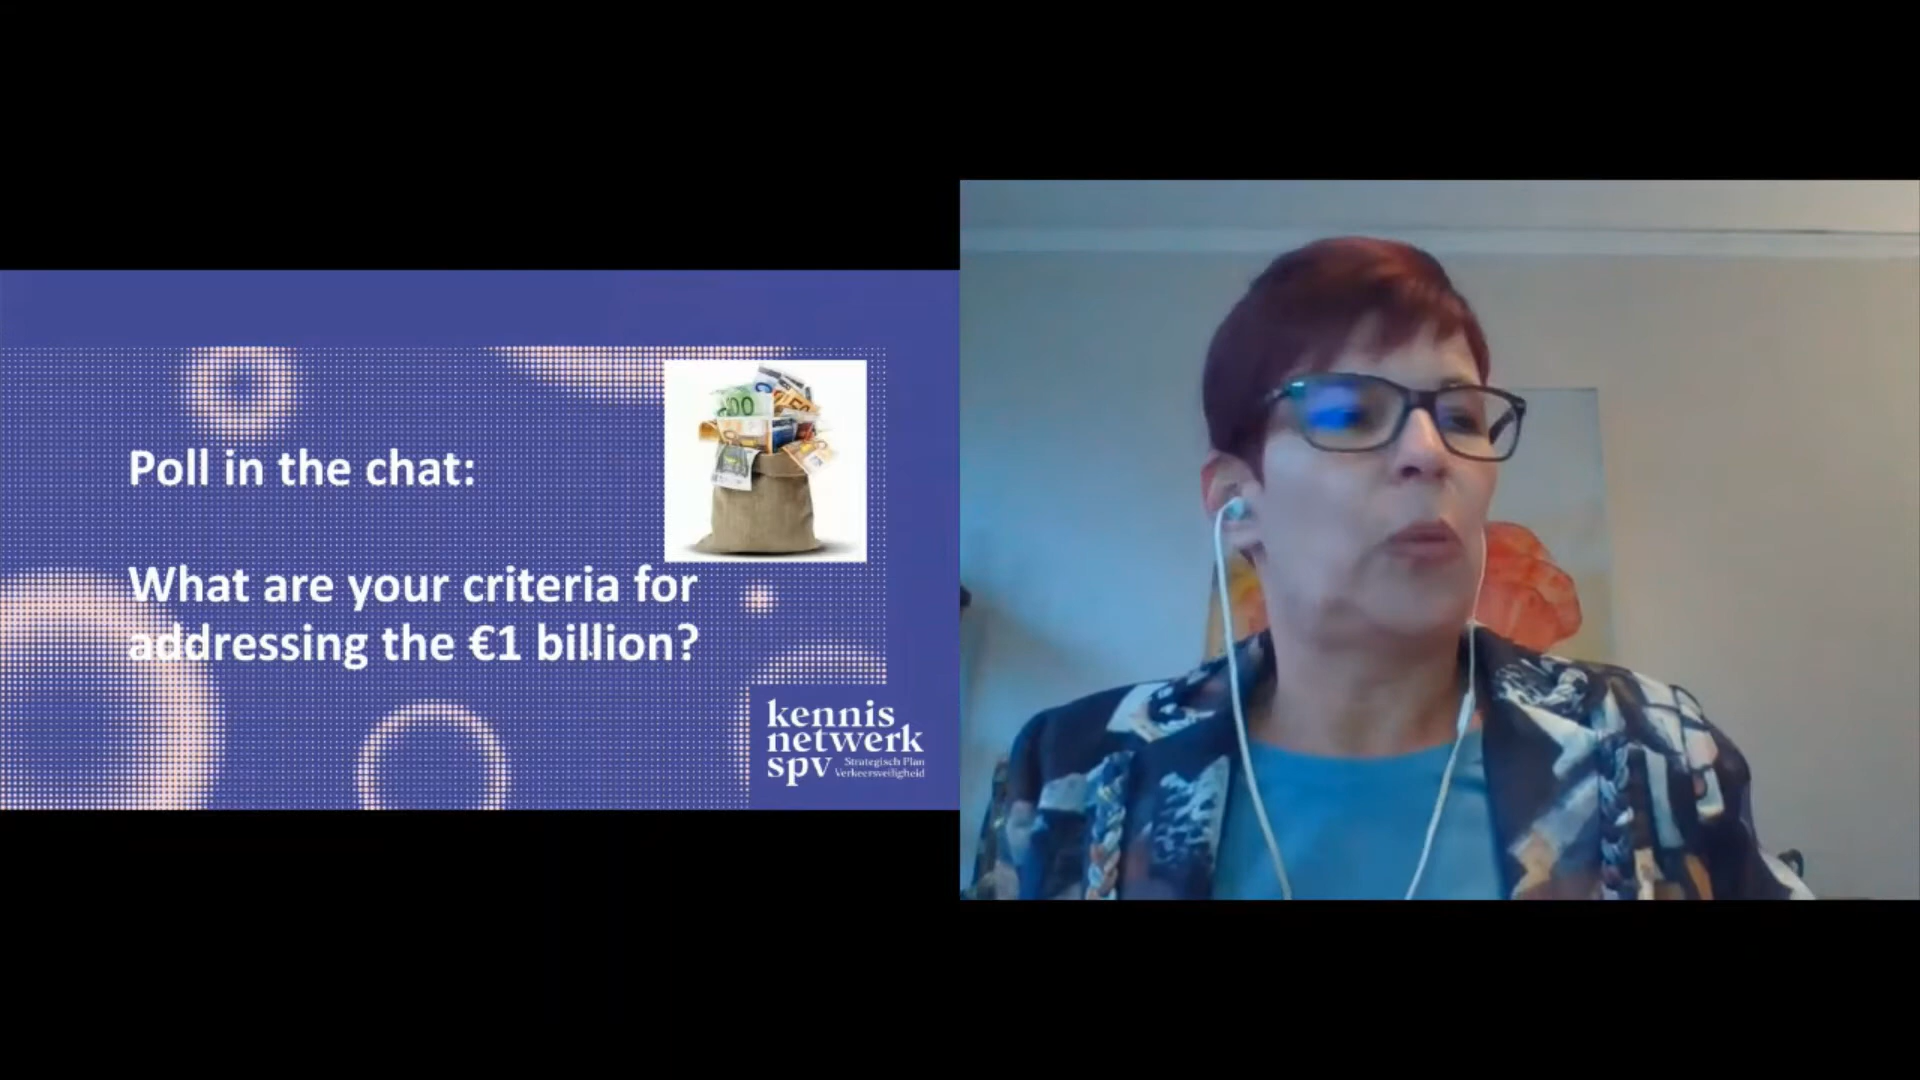 Poll in the chat:
What are your criteria for
addressing the €1 billion?
kennis
netwerk
spv Strategisch Plan
Verkeersveiligheid